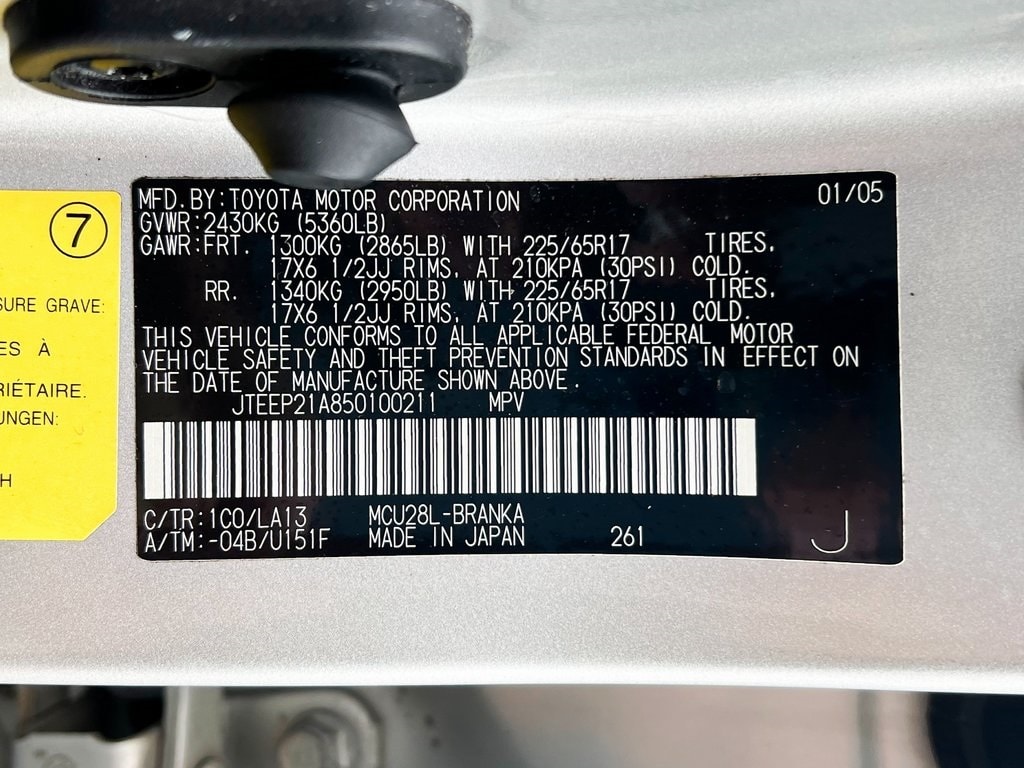 MFD. BY: TOYOTA MOTOR CORPORATION 01/05
GVWR: 2430KG (5360LB)
GAWR: FRT. 1300KG (2865LB) WITH 225/65R17 TIRES,
17X6 1/2JJ RIMS, AT 210KPA (30PSI) COLD.
RR. 1340KG (2950LB) WITH 225/65R17 TIRES,
17X6 1/2JJ RIMS, AT 210KPA (30PSI) COLD.
THIS VEHICLE CONFORMS TO ALL APPLICABLE FEDERAL MOTOR
VEHICLE SAFETY AND THEFT PREVENTION STANDARDS IN EFFECT ON
THE DATE OF MANUFACTURE SHOWN ABOVE.
JTEEP21A850100211 MPV
C/TR: 1C0/LA13 MCU28L-BRANKA
A/TM: -04B/U151F MADE IN JAPAN 261 J
7
SURE GRAVE:
ES À
RIÉTAIRE.
UNGEN:
H